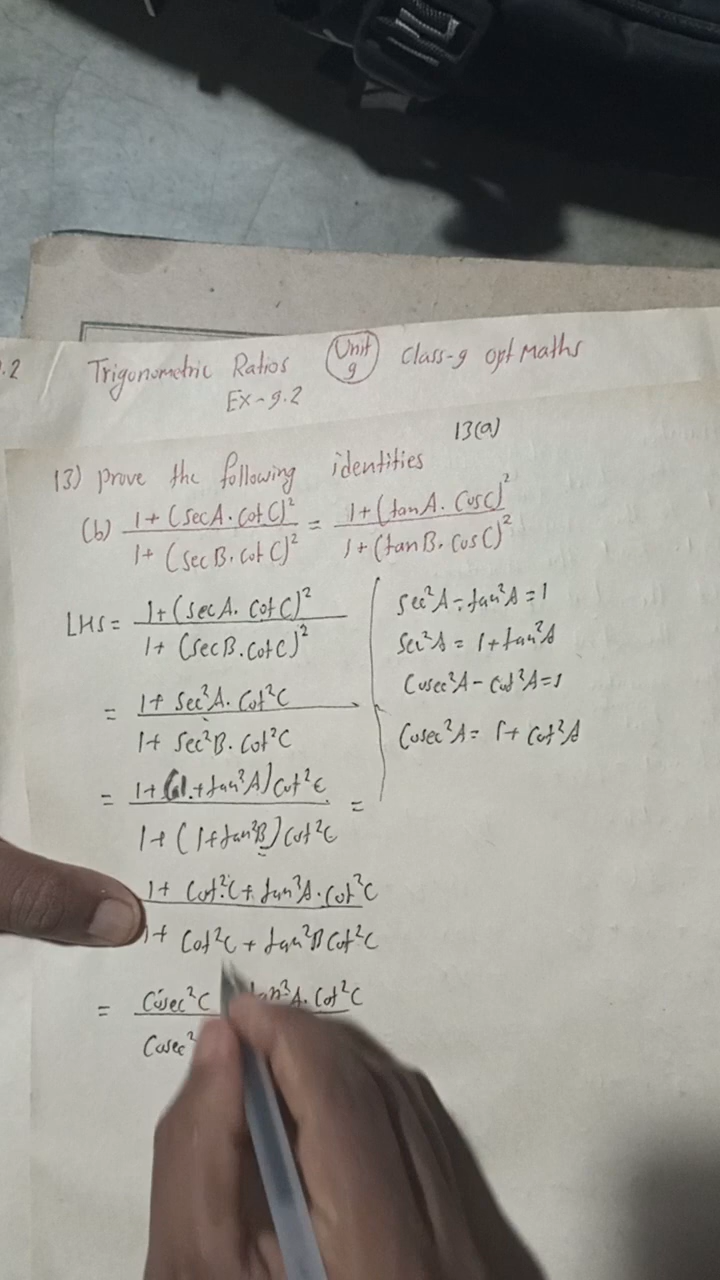 .2 Trigonometric Ratios Unit 9 Class-9 Opt Maths
Ex-9.2
13(a)
13) prove the following identities
(b) 1+(secA.cotC)² / 1+(secB.cotC)² = 1+(tanA.CosC)² / 1+(tanB.CosC)²
LHS = 1+(secA.CotC)² / 1+(secB.CotC)²
= 1+ Sec²A.Cot²C / 1+ Sec²B.Cot²C
= 1+(1+tan²A)Cot²C / 1+(1+tan²B)Cot²C =
1+ Cot²C+tan²A.Cot²C / 1+ Cot²C+tan²B Cot²C
= Cosec²C tan²A.Cot²C / Cosec²
Sec²A-tan²A=1
Sec²A = 1+tan²A
Cosec²A-Cot²A=1
Cosec²A= 1+Cot²A